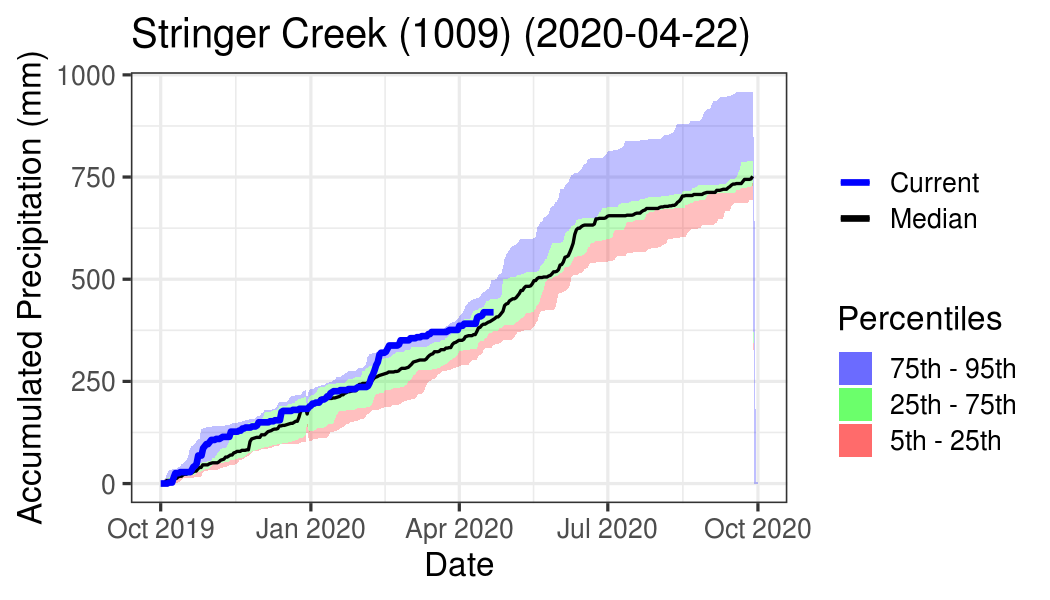 Stringer Creek (1009) (2020-04-22)
Accumulated Precipitation (mm)
1000
750
500
250
0
Oct 2019
Jan 2020
Apr 2020
Jul 2020
Oct 2020
Date
Current
Median
Percentiles
75th - 95th
25th - 75th
5th - 25th